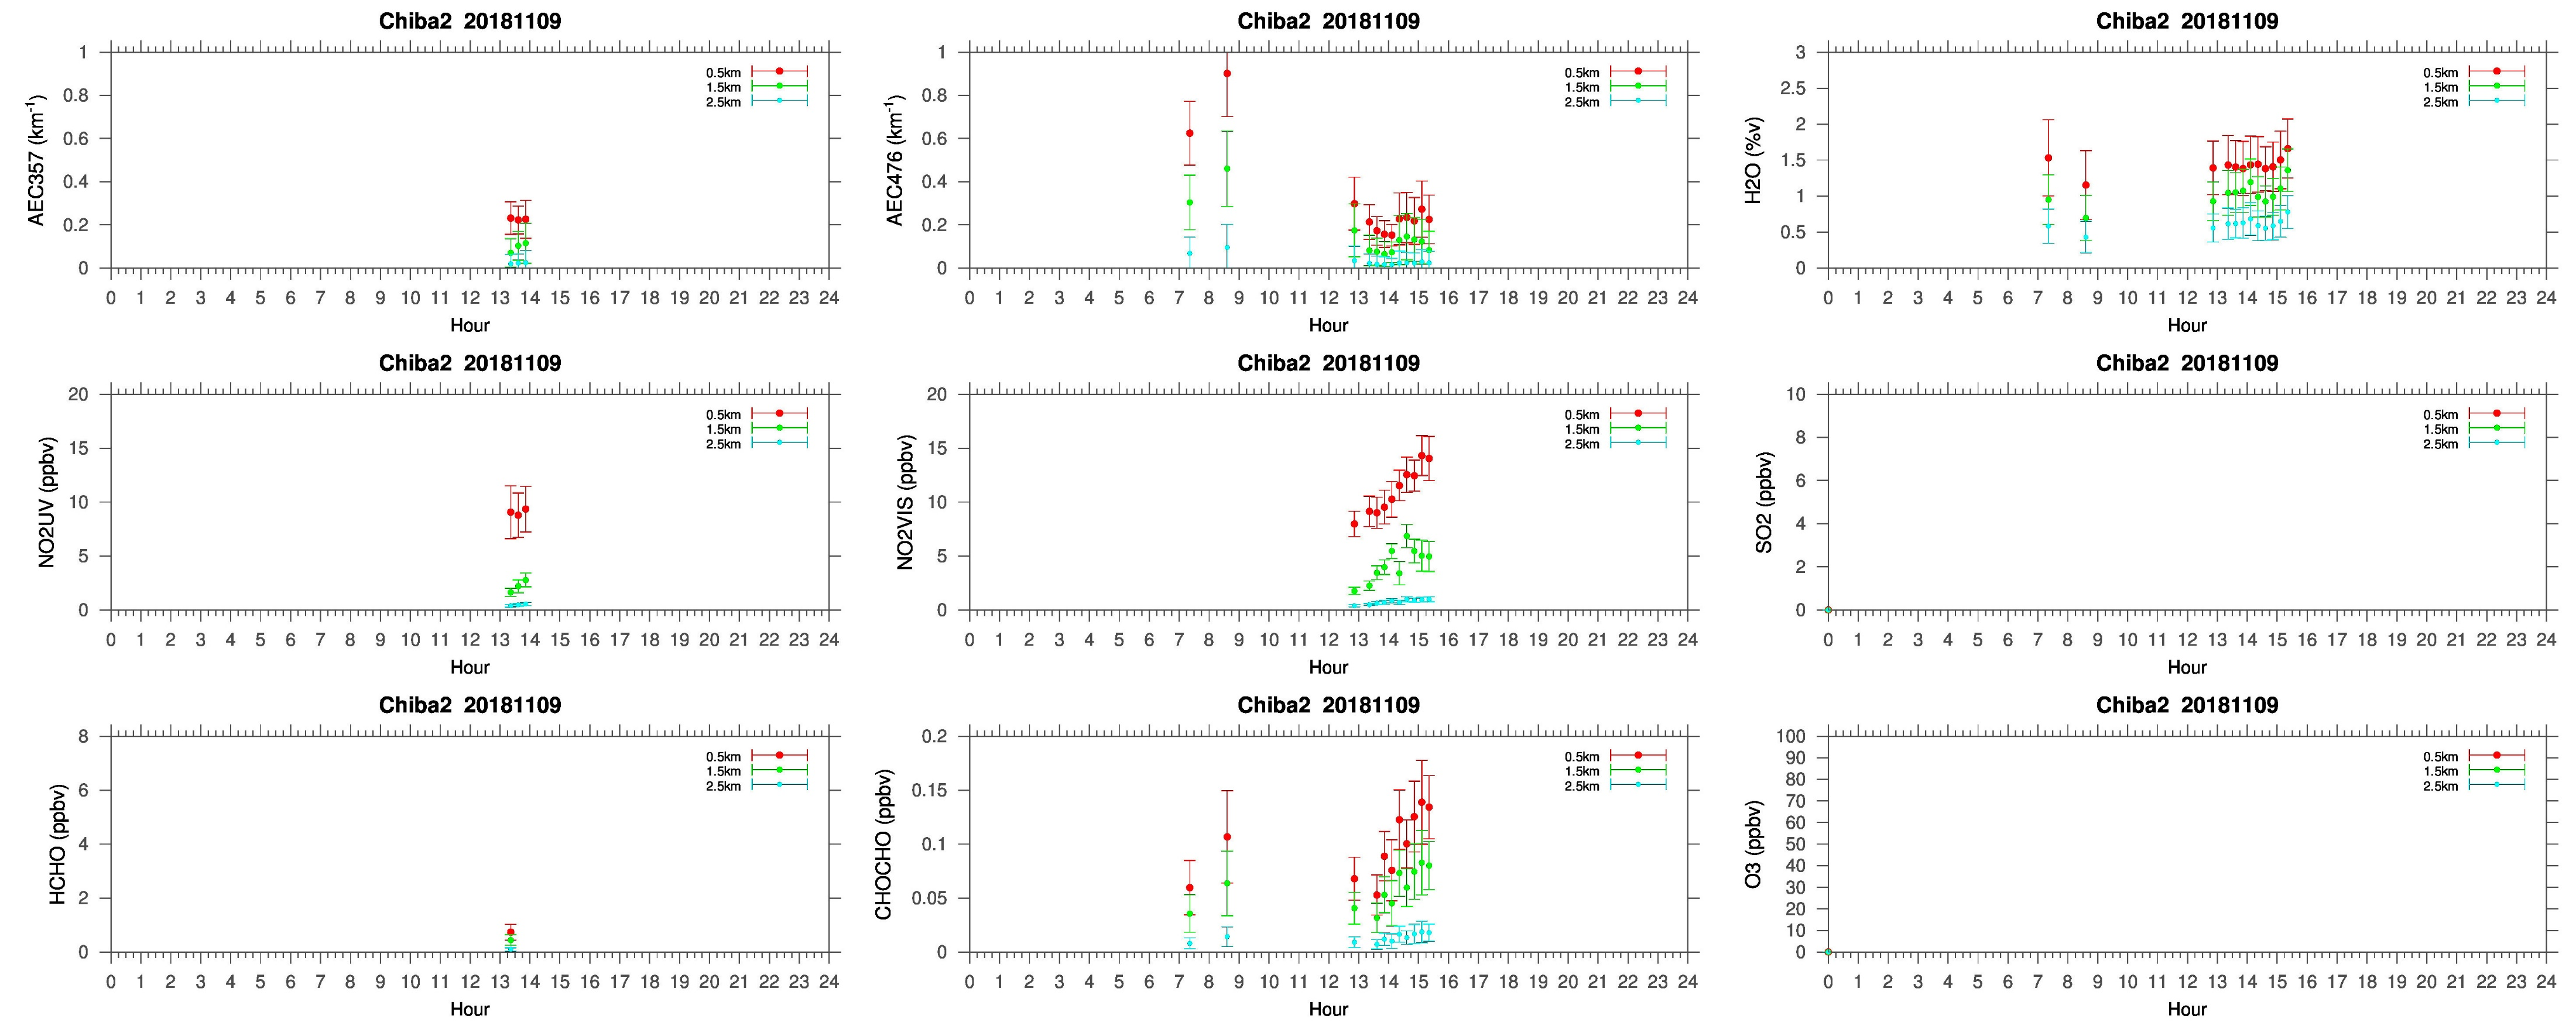 Chiba2 20181109
AEC357 (km-1)
1
0.8
0.6
0.4
0.2
0
0.5km
1.5km
2.5km
0 1 2 3 4 5 6 7 8 9 10 11 12 13 14 15 16 17 18 19 20 21 22 23 24
Hour
Chiba2 20181109
AEC476 (km-1)
1
0.8
0.6
0.4
0.2
0
0.5km
1.5km
2.5km
0 1 2 3 4 5 6 7 8 9 10 11 12 13 14 15 16 17 18 19 20 21 22 23 24
Hour
Chiba2 20181109
H2O (%v)
3
2.5
2
1.5
1
0.5
0
0.5km
1.5km
2.5km
0 1 2 3 4 5 6 7 8 9 10 11 12 13 14 15 16 17 18 19 20 21 22 23 24
Hour
Chiba2 20181109
NO2UV (ppbv)
20
15
10
5
0
0.5km
1.5km
2.5km
0 1 2 3 4 5 6 7 8 9 10 11 12 13 14 15 16 17 18 19 20 21 22 23 24
Hour
Chiba2 20181109
NO2VIS (ppbv)
20
15
10
5
0
0.5km
1.5km
2.5km
0 1 2 3 4 5 6 7 8 9 10 11 12 13 14 15 16 17 18 19 20 21 22 23 24
Hour
Chiba2 20181109
SO2 (ppbv)
10
8
6
4
2
0
0.5km
1.5km
2.5km
0 1 2 3 4 5 6 7 8 9 10 11 12 13 14 15 16 17 18 19 20 21 22 23 24
Hour
Chiba2 20181109
HCHO (ppbv)
8
6
4
2
0
0.5km
1.5km
2.5km
0 1 2 3 4 5 6 7 8 9 10 11 12 13 14 15 16 17 18 19 20 21 22 23 24
Hour
Chiba2 20181109
CHOCHO (ppbv)
0.2
0.15
0.1
0.05
0
0.5km
1.5km
2.5km
0 1 2 3 4 5 6 7 8 9 10 11 12 13 14 15 16 17 18 19 20 21 22 23 24
Hour
Chiba2 20181109
O3 (ppbv)
100
90
80
70
60
50
40
30
20
10
0
0.5km
1.5km
2.5km
0 1 2 3 4 5 6 7 8 9 10 11 12 13 14 15 16 17 18 19 20 21 22 23 24
Hour